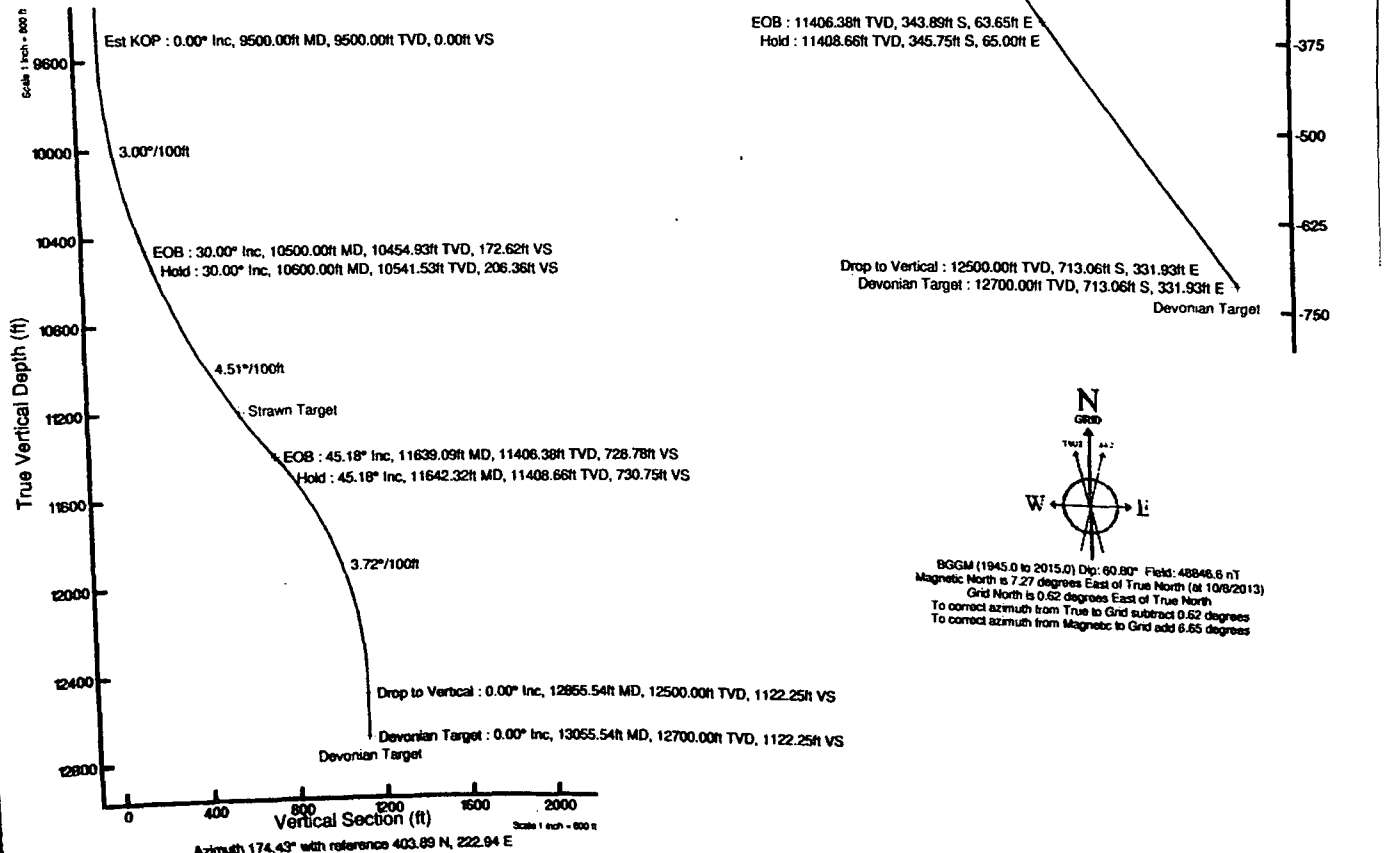 Scale 1 inch = 800 ft
True Vertical Depth (ft)
Est KOP : 0.00° Inc, 9500.00ft MD, 9500.00ft TVD, 0.00ft VS
9600
10000
3.00°/100ft
10400
EOB : 30.00° Inc, 10500.00ft MD, 10454.93ft TVD, 172.62ft VS
Hold : 30.00° Inc, 10600.00ft MD, 10541.53ft TVD, 206.36ft VS
10800
4.51°/100ft
11200
Strawn Target
EOB : 45.18° Inc, 11639.09ft MD, 11406.38ft TVD, 728.78ft VS
Hold : 45.18° Inc, 11642.32ft MD, 11408.66ft TVD, 730.75ft VS
11600
3.72°/100ft
12000
12400
Drop to Vertical : 0.00° Inc, 12855.54ft MD, 12500.00ft TVD, 1122.25ft VS
Devonian Target : 0.00° Inc, 13055.54ft MD, 12700.00ft TVD, 1122.25ft VS
Devonian Target
12800
0 400 800 1200 1600 2000
Vertical Section (ft)
Scale 1 inch = 800 ft
Azimuth 174.43° with reference 403.89 N, 222.94 E
EOB : 11406.38ft TVD, 343.89ft S, 63.65ft E
Hold : 11408.66ft TVD, 345.75ft S, 65.00ft E
-375
-500
-625
Drop to Vertical : 12500.00ft TVD, 713.06ft S, 331.93ft E
Devonian Target : 12700.00ft TVD, 713.06ft S, 331.93ft E
Devonian Target
-750
N
GRID
W E
BGGM (1945.0 to 2015.0) Dip: 60.80° Field: 48846.6 nT
Magnetic North is 7.27 degrees East of True North (at 10/8/2013)
Grid North is 0.62 degrees East of True North
To correct azimuth from True to Grid subtract 0.62 degrees
To correct azimuth from Magnetic to Grid add 6.65 degrees